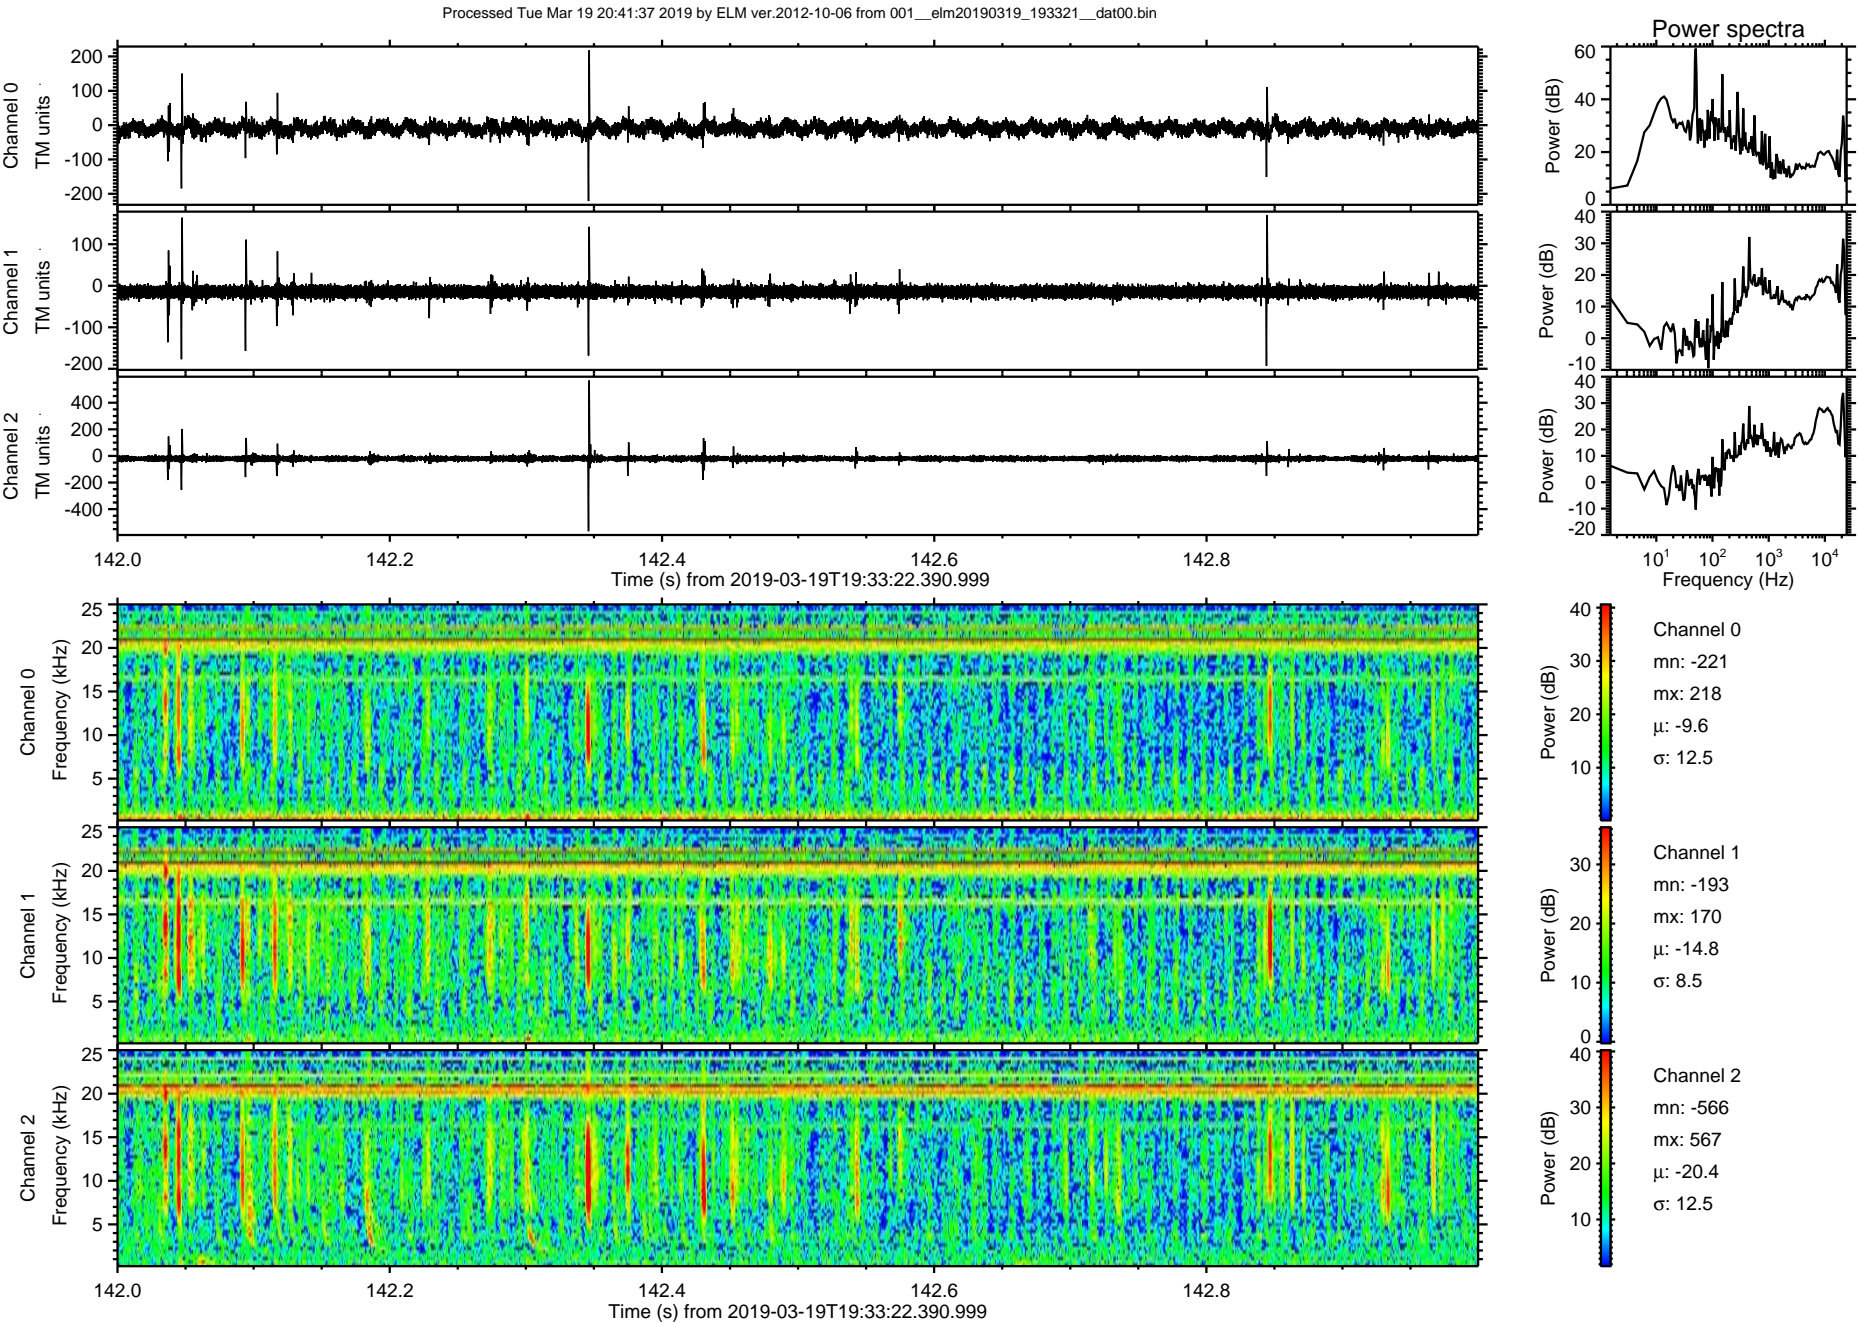 Processed Tue Mar 19 20:41:37 2019 by ELM ver.2012-10-06 from 001__elm20190319_193321__dat00.bin
Power spectra
Channel 0
TM units
200
100
0
-100
-200
Power (dB)
60
40
20
0
Channel 1
TM units
100
0
-100
-200
Power (dB)
40
30
20
10
0
-10
Channel 2
TM units
400
200
0
-200
-400
Power (dB)
40
30
20
10
0
-10
-20
142.0 142.2 142.4 142.6 142.8
Time (s) from 2019-03-19T19:33:22.390.999
10^1 10^2 10^3 10^4
Frequency (Hz)
Channel 0
Frequency (kHz)
25
20
15
10
5
Power (dB)
40
30
20
10
Channel 0
mn: -221
mx: 218
μ: -9.6
σ: 12.5
Channel 1
Frequency (kHz)
25
20
15
10
5
Power (dB)
30
20
10
0
Channel 1
mn: -193
mx: 170
μ: -14.8
σ: 8.5
Channel 2
Frequency (kHz)
25
20
15
10
5
Power (dB)
40
30
20
10
Channel 2
mn: -566
mx: 567
μ: -20.4
σ: 12.5
142.0 142.2 142.4 142.6 142.8
Time (s) from 2019-03-19T19:33:22.390.999